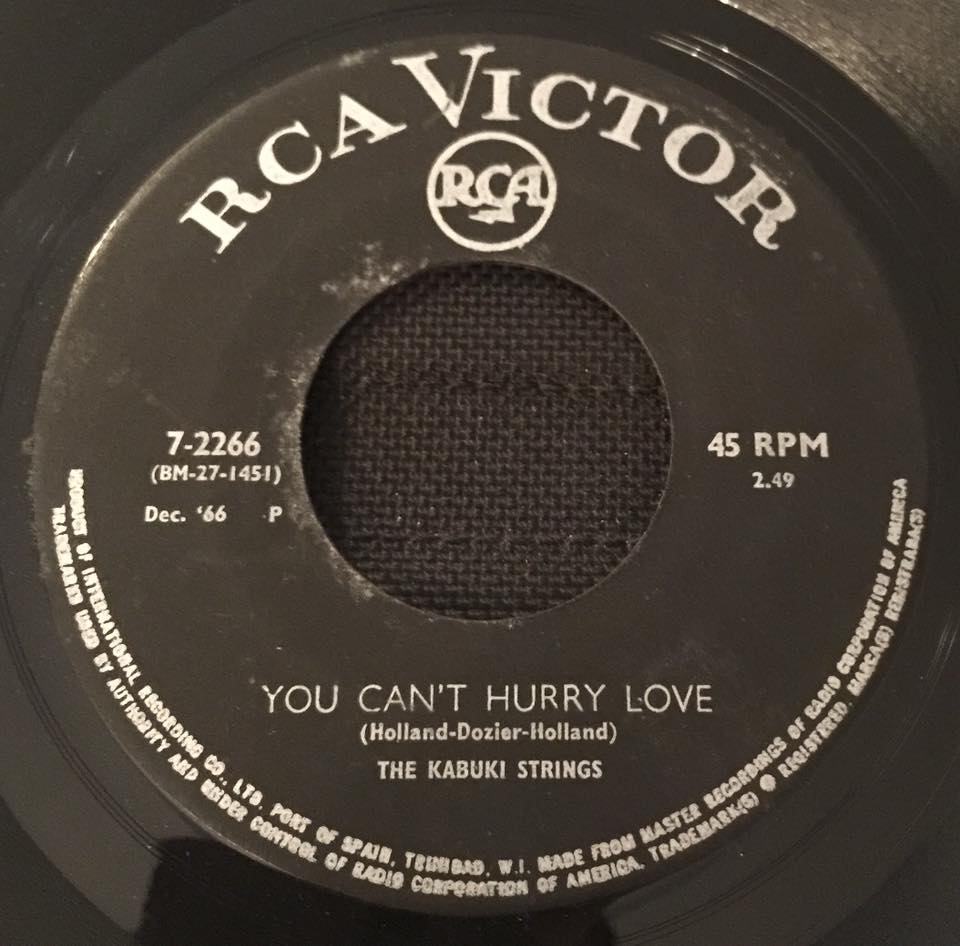 RCA VICTOR
RCA
7-2266
(BM-27-1451)
Dec. '66 P
45 RPM
2.49
YOU CAN'T HURRY LOVE
(Holland-Dozier-Holland)
THE KABUKI STRINGS
PRODUCT OF INTERNATIONAL RECORDING CO., LTD. PORT OF SPAIN, TRINIDAD, W.I. MADE FROM MASTER RECORDINGS OF RADIO CORPORATION OF AMERICA
TRADEMARKS USED BY AUTHORITY AND UNDER CONTROL OF RADIO CORPORATION OF AMERICA. TRADEMARK(S) ® REGISTERED. MARCA(S) REGISTRADA(S)